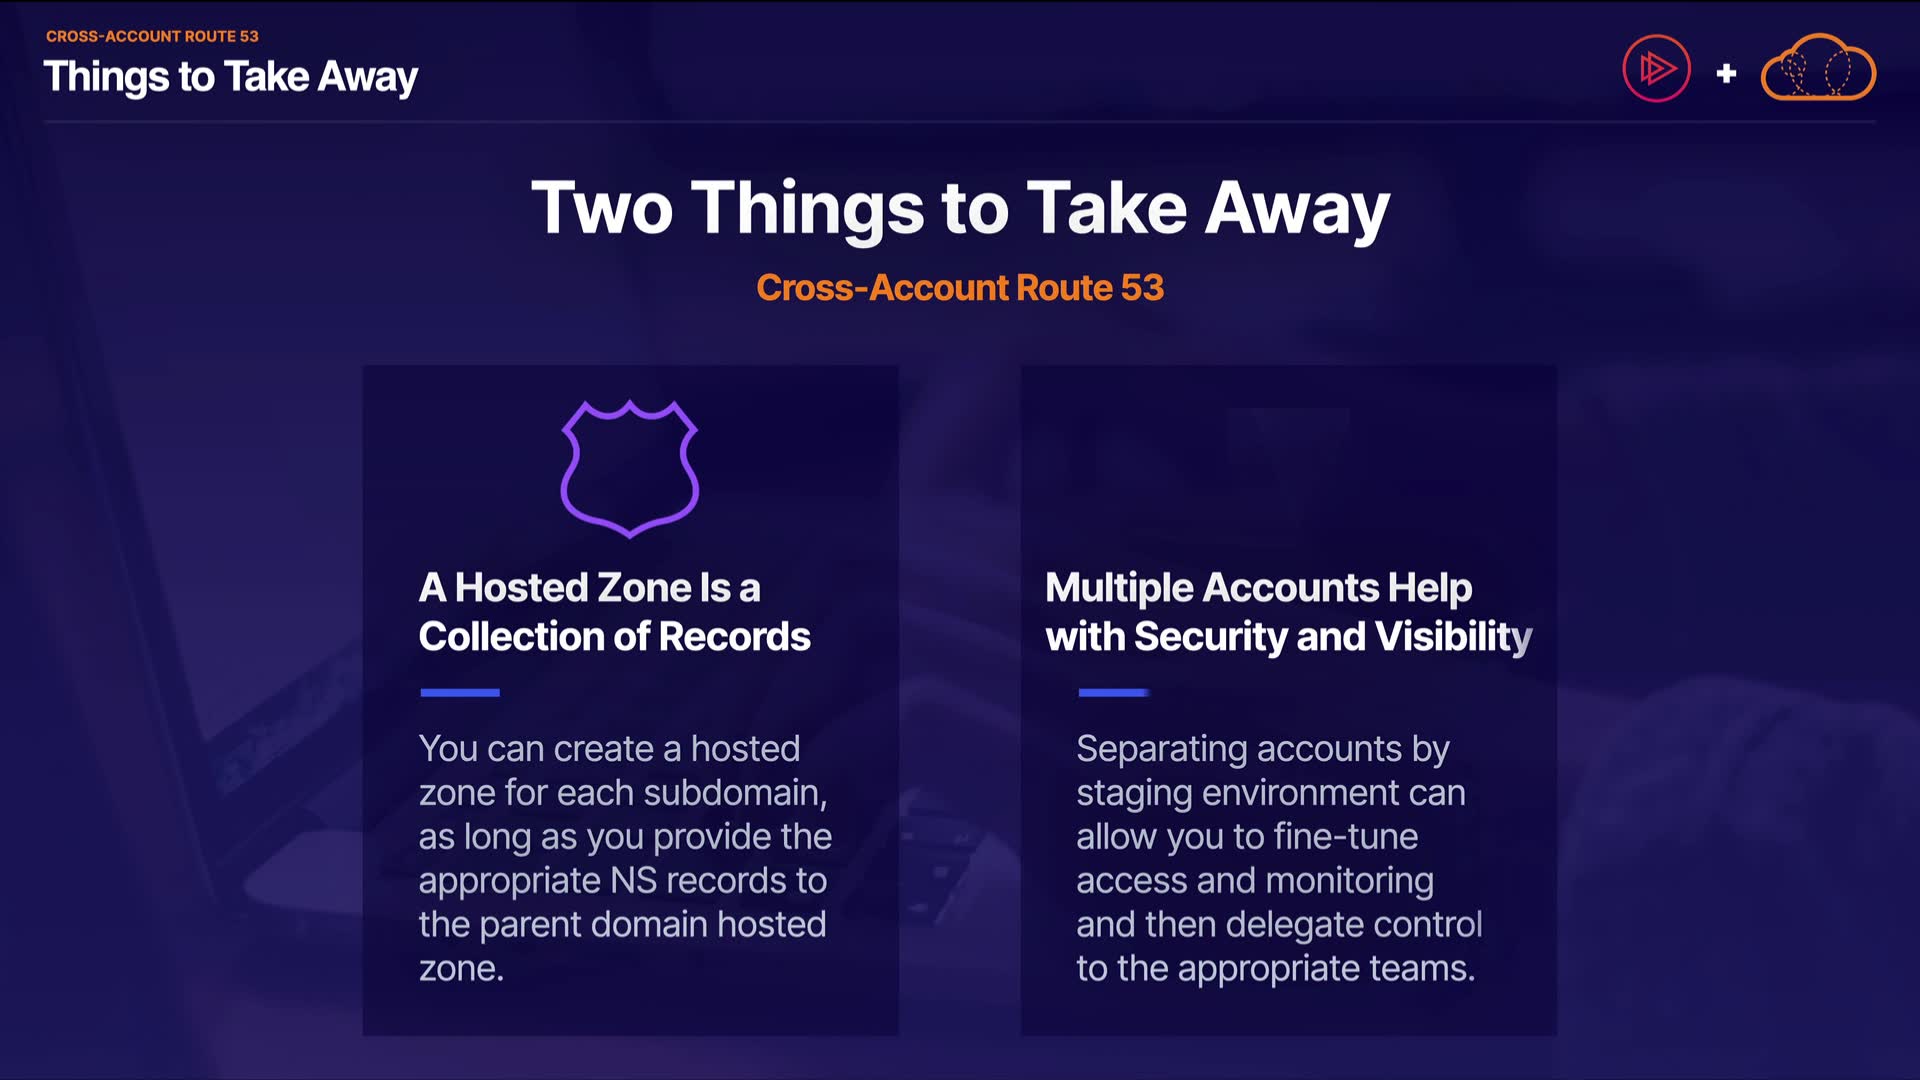 CROSS-ACCOUNT ROUTE 53
Things to Take Away
Two Things to Take Away
Cross-Account Route 53
A Hosted Zone Is a
Collection of Records
You can create a hosted
zone for each subdomain,
as long as you provide the
appropriate NS records to
the parent domain hosted
zone.
Multiple Accounts Help
with Security and Visibility
Separating accounts by
staging environment can
allow you to fine-tune
access and monitoring
and then delegate control
to the appropriate teams.